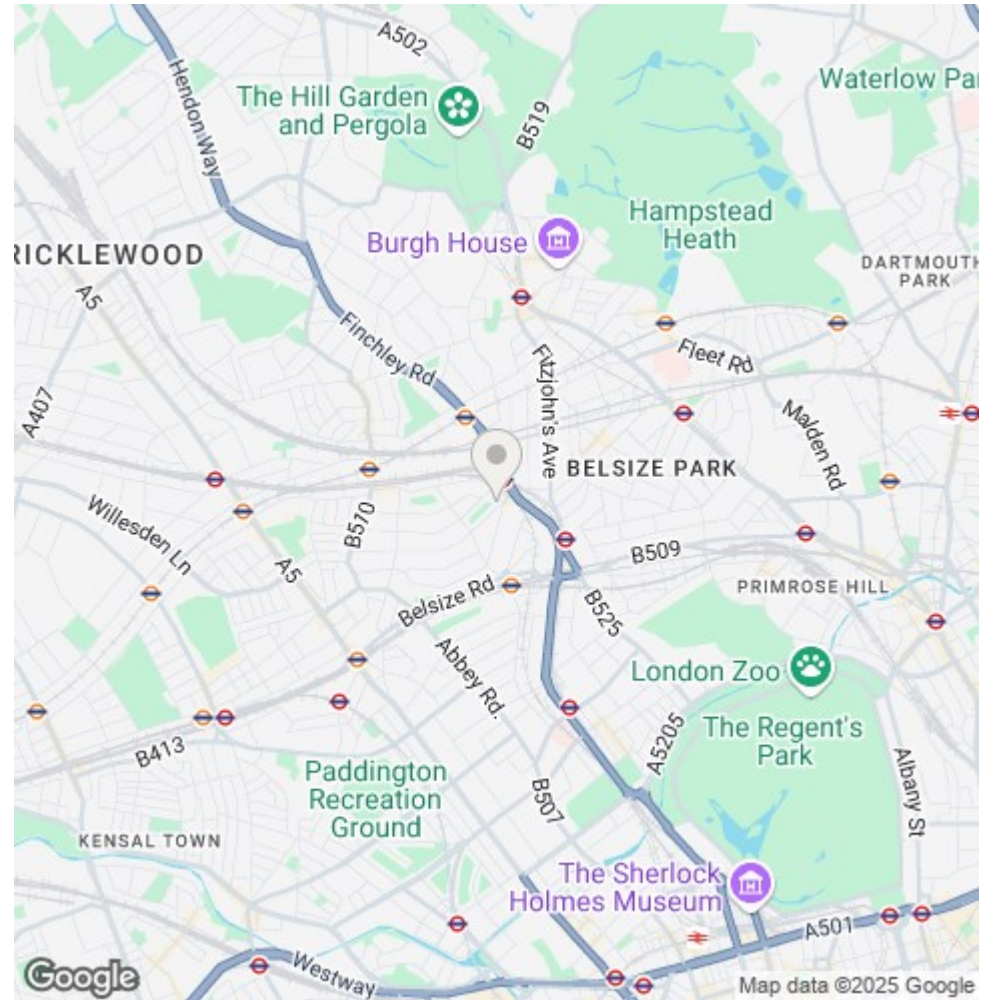 A502
Waterlow Pa
The Hill Garden
and Pergola
B519
Hendon Way
Hampstead
Heath
Burgh House
RICKLEWOOD
DARTMOUTH
PARK
A5
Finchley Rd
Fitzjohn's Ave
Fleet Rd
A407
Malden Rd
BELSIZE PARK
B510
Willesden Ln
A5
B509
Belsize Rd
PRIMROSE HILL
B525
Abbey Rd.
London Zoo
The Regent's
Park
A5205
B413
Albany St
Paddington
Recreation
Ground
B507
KENSAL TOWN
The Sherlock
Holmes Museum
A501
Westway
Google
Map data ©2025 Google